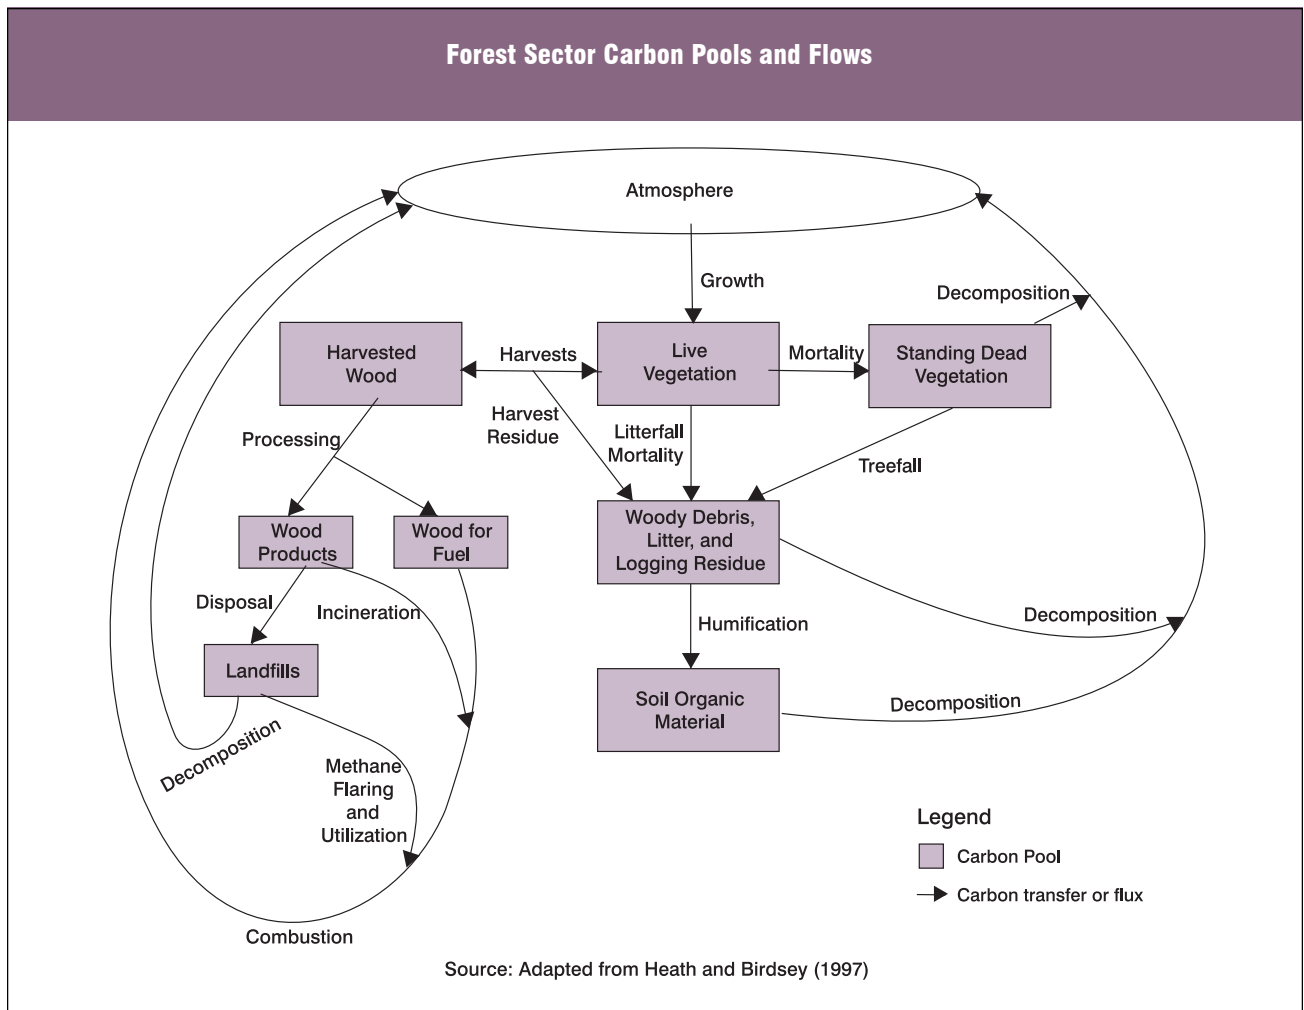 Forest Sector Carbon Pools and Flows
Atmosphere
Growth
Decomposition
Harvested
Wood
Harvests
Live
Vegetation
Mortality
Standing Dead
Vegetation
Harvest
Residue
Litterfall
Mortality
Processing
Treefall
Wood
Products
Wood for
Fuel
Woody Debris,
Litter, and
Logging Residue
Disposal
Incineration
Humification
Decomposition
Landfills
Soil Organic
Material
Decomposition
Decomposition
Methane
Flaring
and
Utilization
Combustion
Legend
Carbon Pool
Carbon transfer or flux
Source: Adapted from Heath and Birdsey (1997)